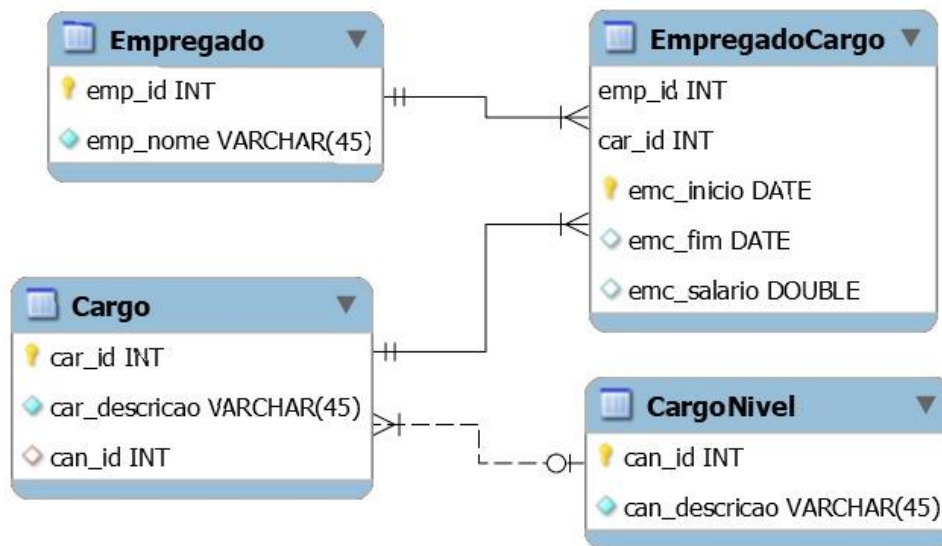 Empregado
emp_id INT
emp_nome VARCHAR(45)
EmpregadoCargo
emp_id INT
car_id INT
emc_inicio DATE
emc_fim DATE
emc_salario DOUBLE
Cargo
car_id INT
car_descricao VARCHAR(45)
can_id INT
CargoNivel
can_id INT
can_descricao VARCHAR(45)